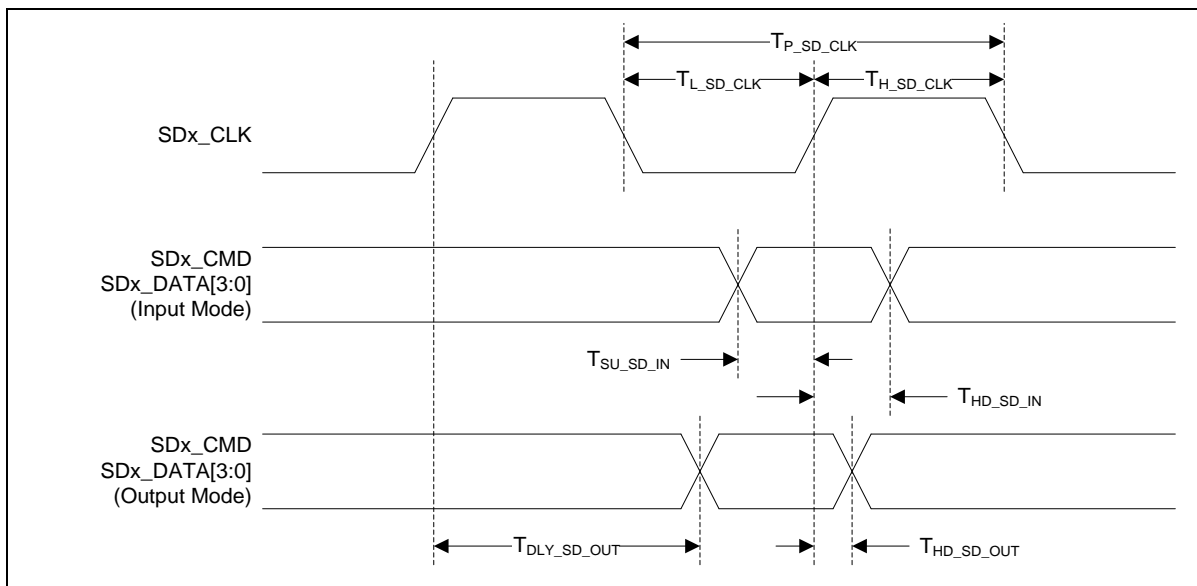 T_P_SD_CLK
T_L_SD_CLK T_H_SD_CLK
SDx_CLK
SDx_CMD
SDx_DATA[3:0]
(Input Mode)
T_SU_SD_IN
T_HD_SD_IN
SDx_CMD
SDx_DATA[3:0]
(Output Mode)
T_DLY_SD_OUT T_HD_SD_OUT